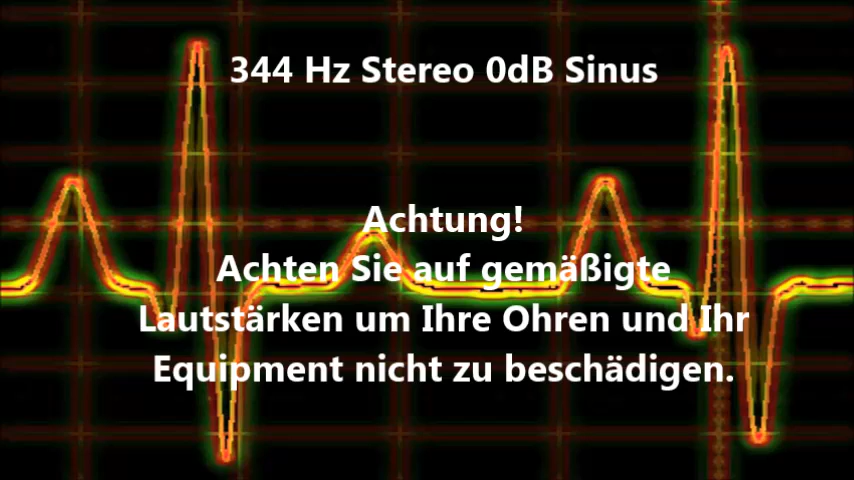 344 Hz Stereo 0dB Sinus
Achtung!
Achten Sie auf gemäßigte
Lautstärken um Ihre Ohren und Ihr
Equipment nicht zu beschädigen.